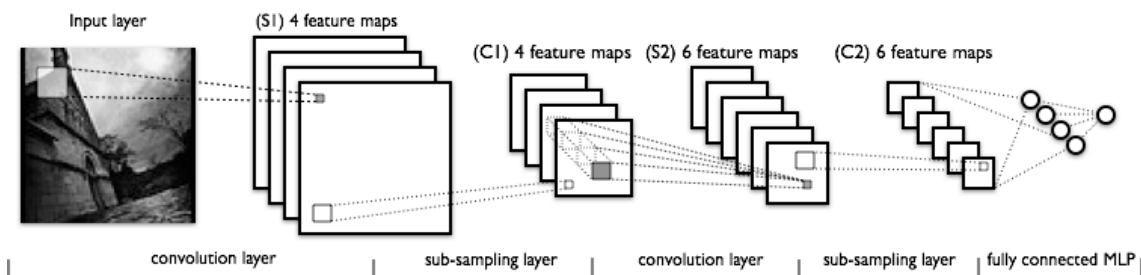 Input layer
(S1) 4 feature maps
(C1) 4 feature maps
(S2) 6 feature maps
(C2) 6 feature maps
convolution layer
sub-sampling layer
convolution layer
sub-sampling layer
fully connected MLP